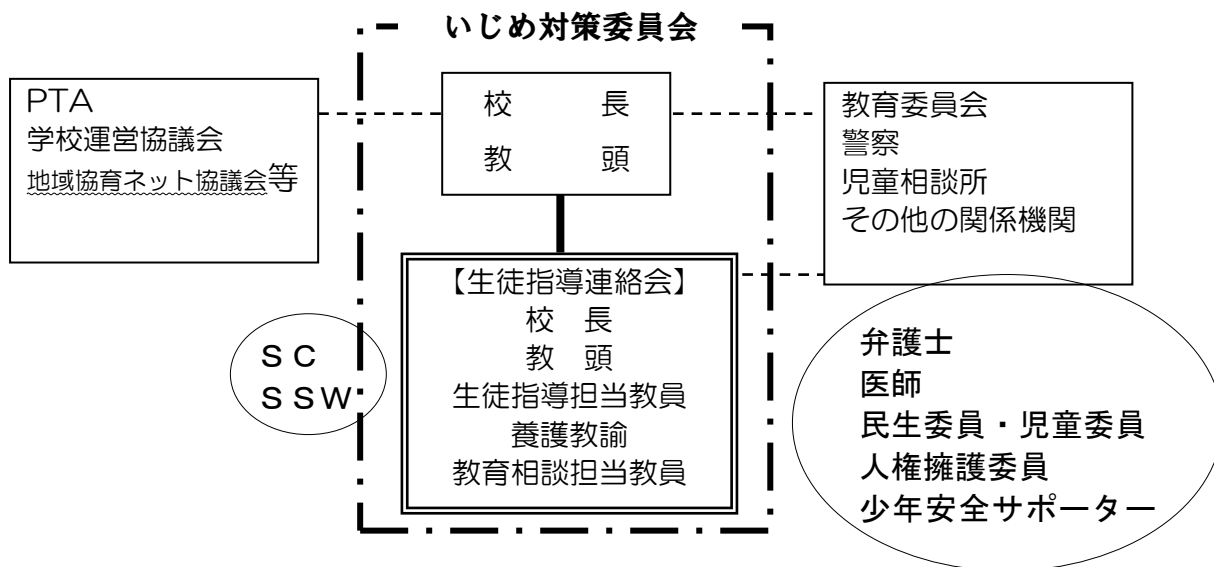 いじめ対策委員会
PTA
学校運営協議会
地域協育ネット協議会等
校　長
教　頭
教育委員会
警察
児童相談所
その他の関係機関
【生徒指導連絡会】
校　長
教　頭
生徒指導担当教員
養護教諭
教育相談担当教員
ＳＣ
ＳＳＷ
弁護士
医師
民生委員・児童委員
人権擁護委員
少年安全サポーター